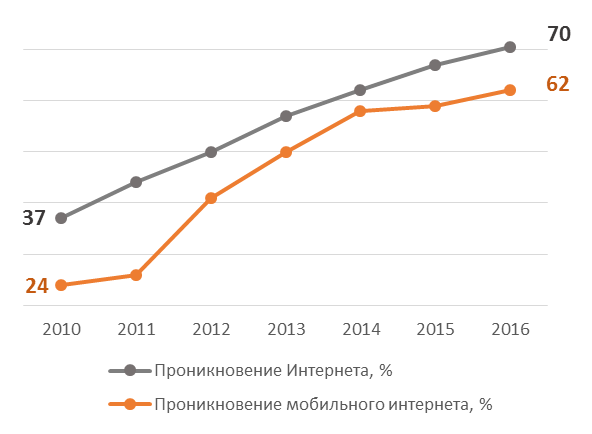 70
62
37
24
2010 2011 2012 2013 2014 2015 2016
Проникновение Интернета, %
Проникновение мобильного интернета, %